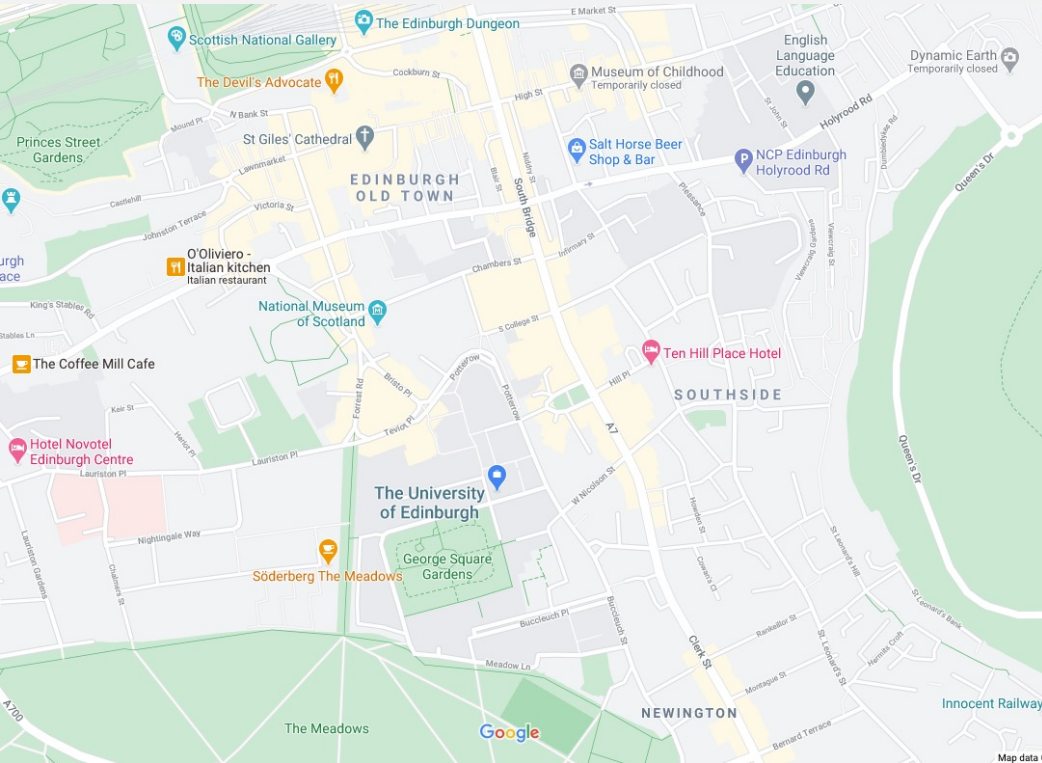 E Market St
The Edinburgh Dungeon
Scottish National Gallery
English
Language
Education
Dynamic Earth
Temporarily closed
The Devil's Advocate
Cockburn St
Museum of Childhood
Temporarily closed
High St
St John St
Holyrood Rd
N Bank St
Mound Pl
St Giles' Cathedral
Princes Street
Gardens
Salt Horse Beer
Shop & Bar
NCP Edinburgh
Holyrood Rd
Dumbiedykes Rd
Queen's Dr
Lawnmarket
EDINBURGH
OLD TOWN
Blair St
Niddry St
South Bridge
Pleasance
Castlehill
Victoria St
Johnston Terrace
Infirmary St
Viewcraig Gardens
Viewcraig St
urgh
ace
O'Oliviero -
Italian kitchen
Italian restaurant
Chambers St
King's Stables Rd
National Museum
of Scotland
S College St
Stables Ln
The Coffee Mill Cafe
Potterrow
Ten Hill Place Hotel
Bristo Pl
Hill Pl
SOUTHSIDE
Forrest Rd
Potterrow
Keir St
Teviot Pl
A7
Heriot Pl
Hotel Novotel
Edinburgh Centre
Lauriston Pl
Lauriston Pl
Queen's Dr
W Nicolson St
The University
of Edinburgh
Howden St
Nightingale Way
Lauriston Gardens
Chalmers St
Söderberg The Meadows
George Square
Gardens
Cowan's Cl
St Leonard's Hill
St Leonard's Bank
Buccleuch Pl
Buccleuch St
Rankeillor St
Clerk St
St. Leonard's St
Hermits Croft
Meadow Ln
Montague St
A700
The Meadows
Google
NEWINGTON
Innocent Railway
Bernard Terrace
Map data